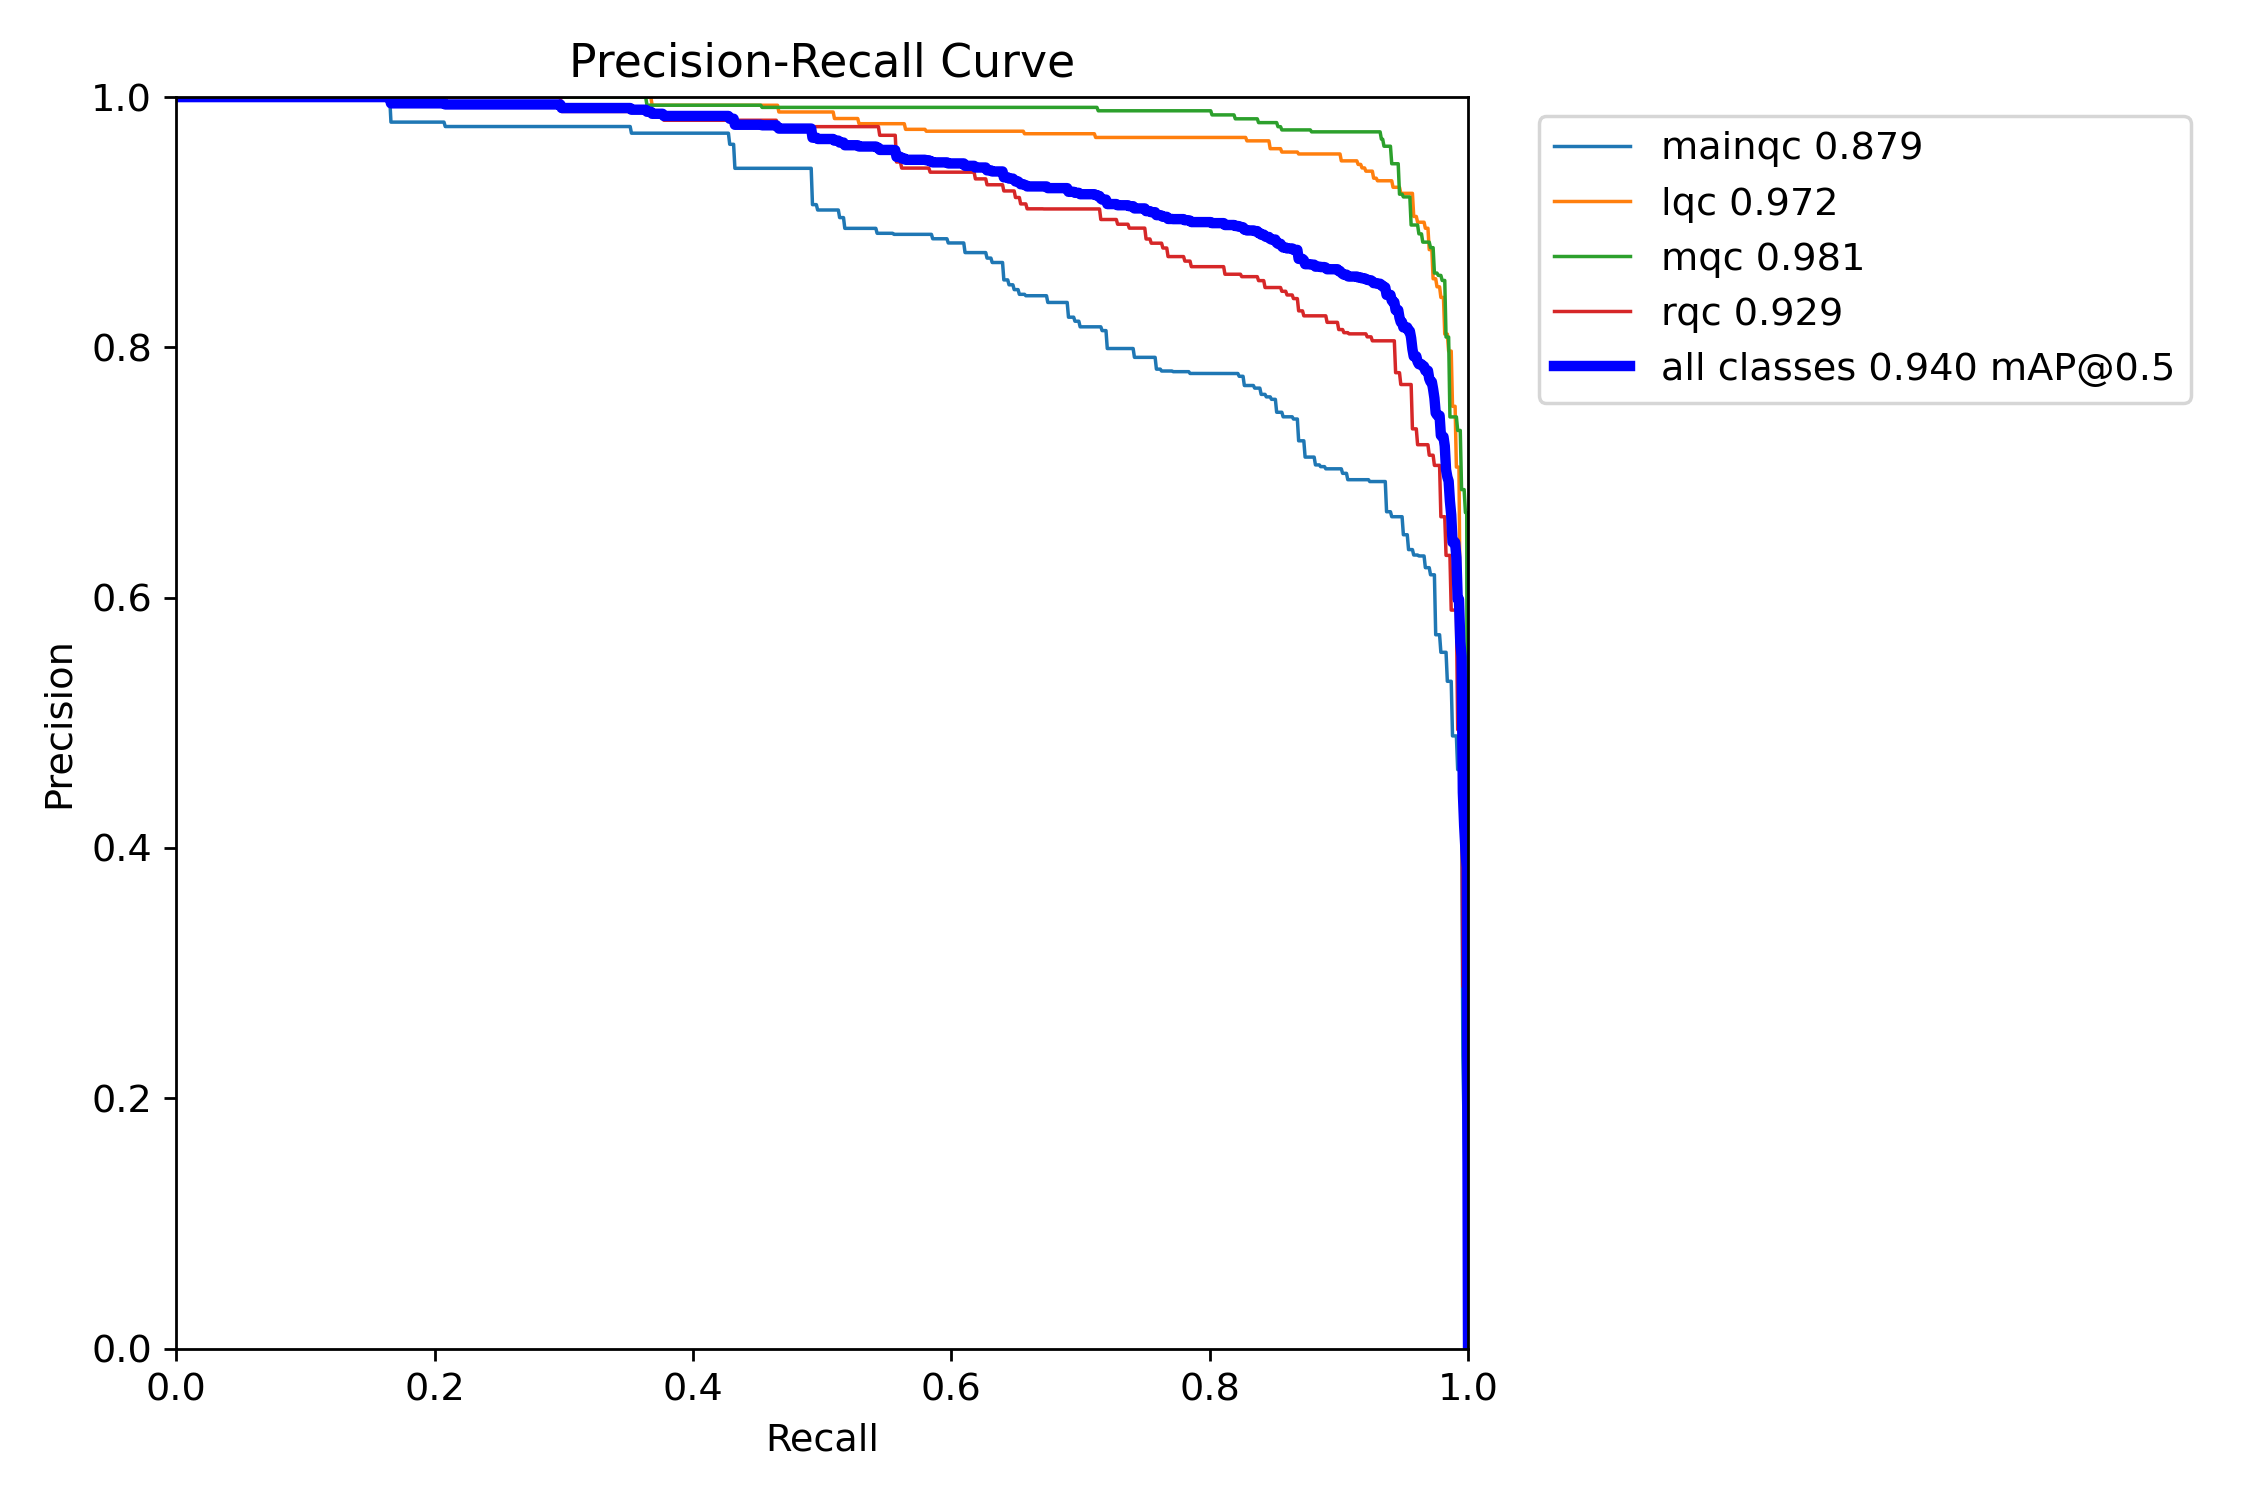 Precision-Recall Curve
1.0
0.8
0.6
0.4
0.2
0.0
Precision
0.0 0.2 0.4 0.6 0.8 1.0
Recall
mainqc 0.879
lqc 0.972
mqc 0.981
rqc 0.929
all classes 0.940 mAP@0.5